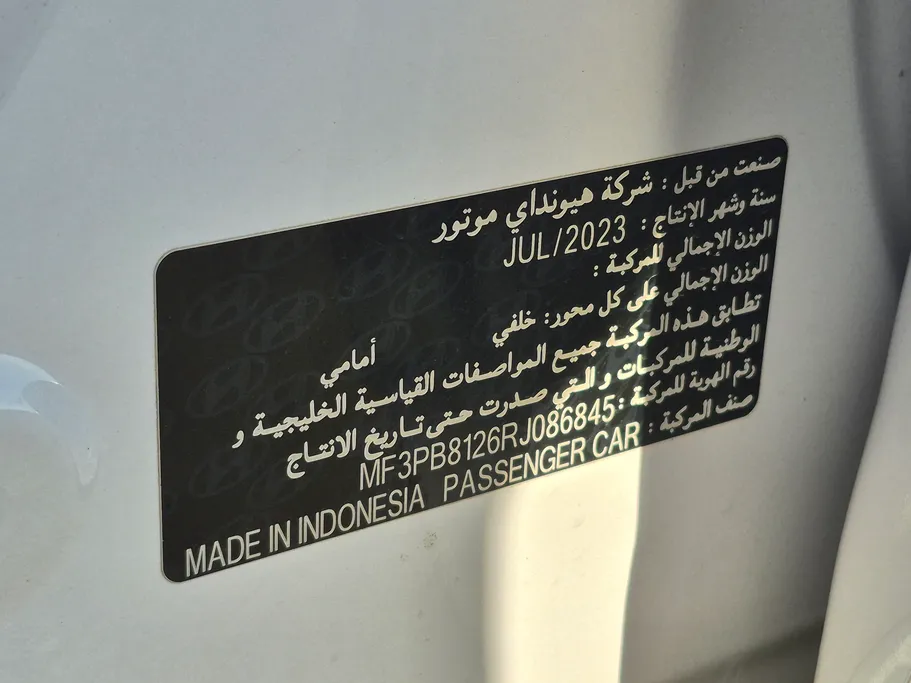 صنعت من قبل : شركة هيونداي موتور
سنة وشهر الإنتاج : JUL/2023
الوزن الإجمالي للمركبة :
الوزن الإجمالي على كل محور: خلفي أمامي
تطابق هذه المركبة جميع المواصفات القياسية الخليجية و
الوطنية للمركبات و التي صدرت حتى تاريخ الانتاج
رقم الهوية للمركبة :MF3PB8126RJ086845
صنف المركبة : PASSENGER CAR MADE IN INDONESIA